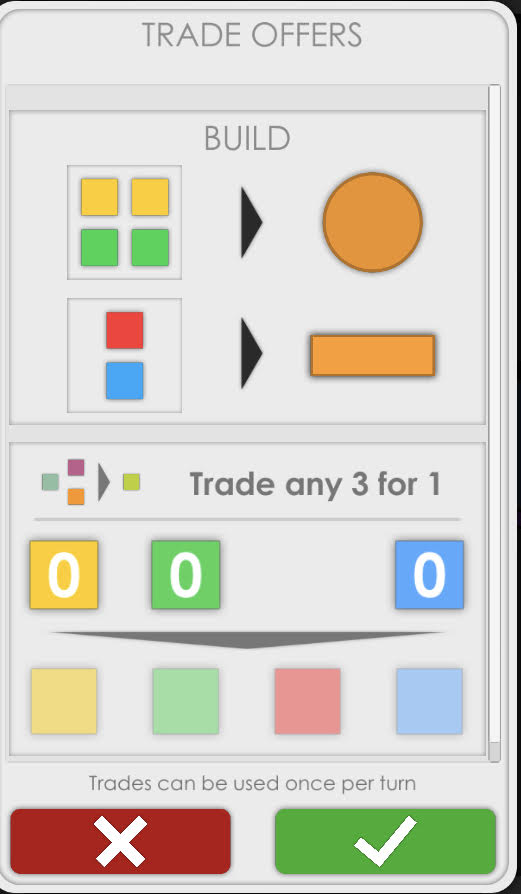 TRADE OFFERS
BUILD
Trade any 3 for 1
0 0 0
Trades can be used once per turn